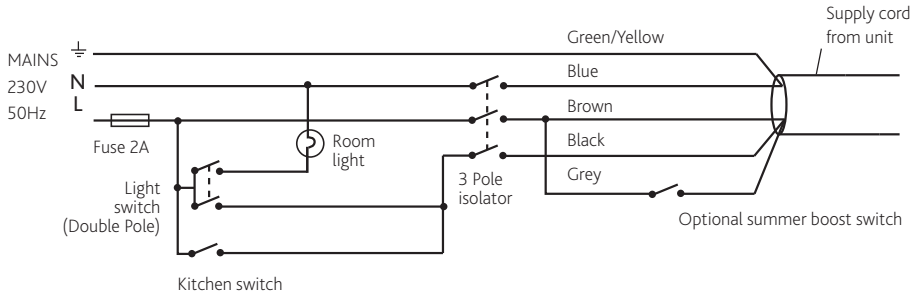 Supply cord
from unit
Green/Yellow
MAINS
230V
50Hz
N
L
Blue
Brown
Fuse 2A
Room
light
Black
Light
switch
(Double Pole)
3 Pole
isolator
Grey
Optional summer boost switch
Kitchen switch